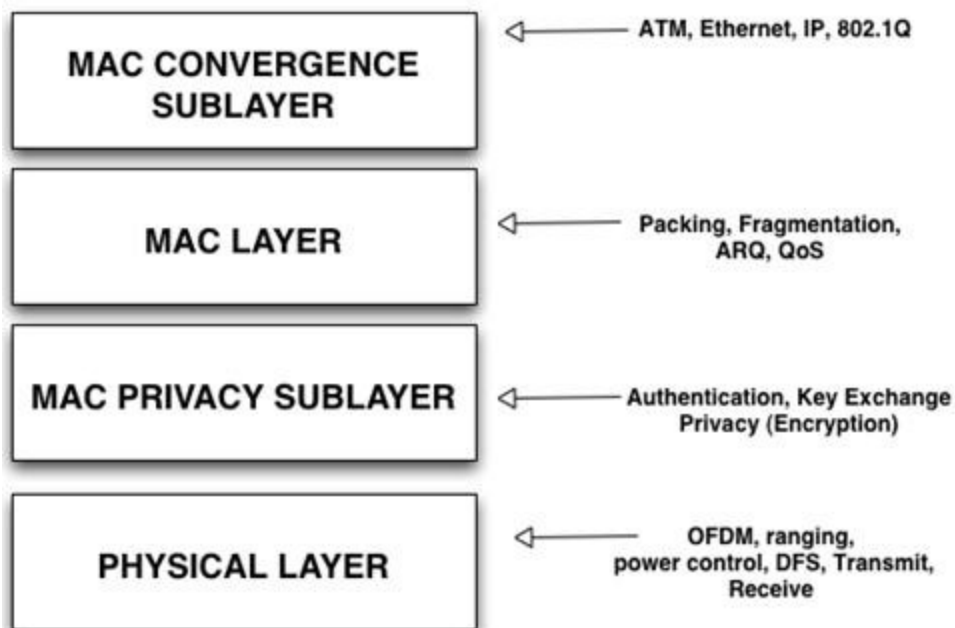 MAC CONVERGENCE
SUBLAYER
ATM, Ethernet, IP, 802.1Q
MAC LAYER
Packing, Fragmentation,
ARQ, QoS
MAC PRIVACY SUBLAYER
Authentication, Key Exchange
Privacy (Encryption)
PHYSICAL LAYER
OFDM, ranging,
power control, DFS, Transmit,
Receive